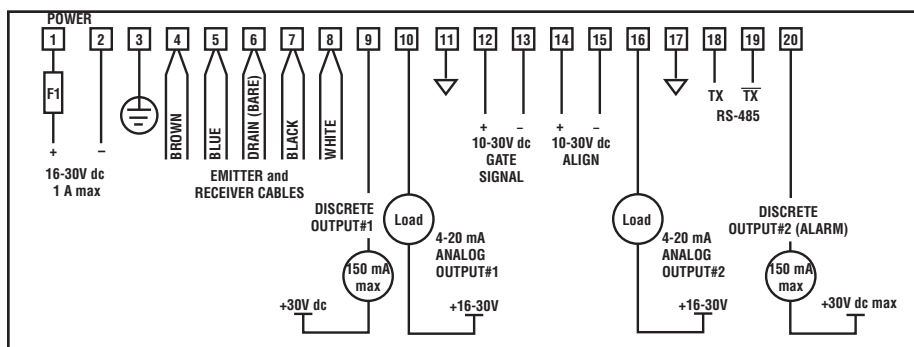 POWER
1 2 3 4 5 6 7 8 9 10 11 12 13 14 15 16 17 18 19 20
F1
+ –
16-30V dc
1 A max
BROWN
BLUE
DRAIN (BARE)
BLACK
WHITE
EMITTER and
RECEIVER CABLES
DISCRETE
OUTPUT#1
150 mA
max
+30V dc
Load
4-20 mA
ANALOG
OUTPUT#1
+16-30V
+ –
10-30V dc
GATE
SIGNAL
+ –
10-30V dc
ALIGN
Load
4-20 mA
ANALOG
OUTPUT#2
+16-30V
TX T̅X̅
RS-485
DISCRETE
OUTPUT#2 (ALARM)
150 mA
max
+30V dc max